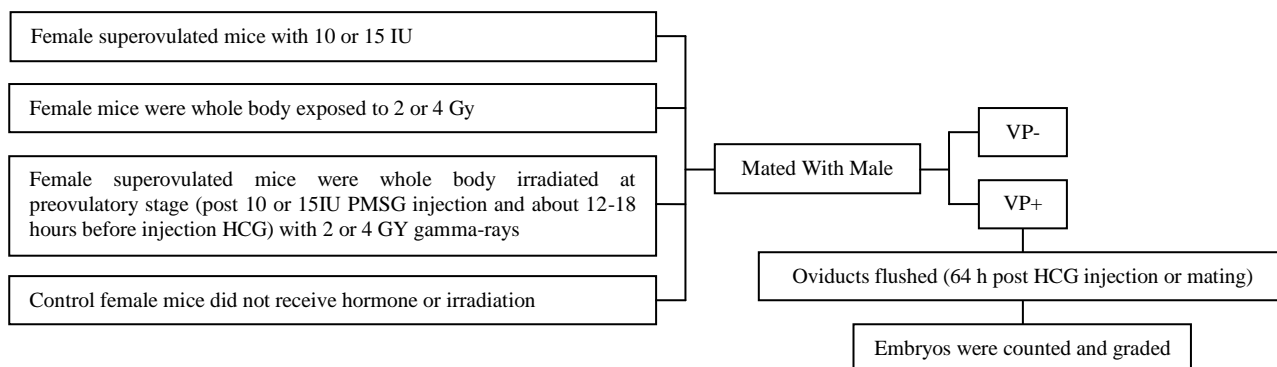 Female superovulated mice with 10 or 15 IU
Female mice were whole body exposed to 2 or 4 Gy
Female superovulated mice were whole body irradiated at
preovulatory stage (post 10 or 15IU PMSG injection and about 12-18
hours before injection HCG) with 2 or 4 GY gamma-rays
Control female mice did not receive hormone or irradiation
Mated With Male
VP-
VP+
Oviducts flushed (64 h post HCG injection or mating)
Embryos were counted and graded